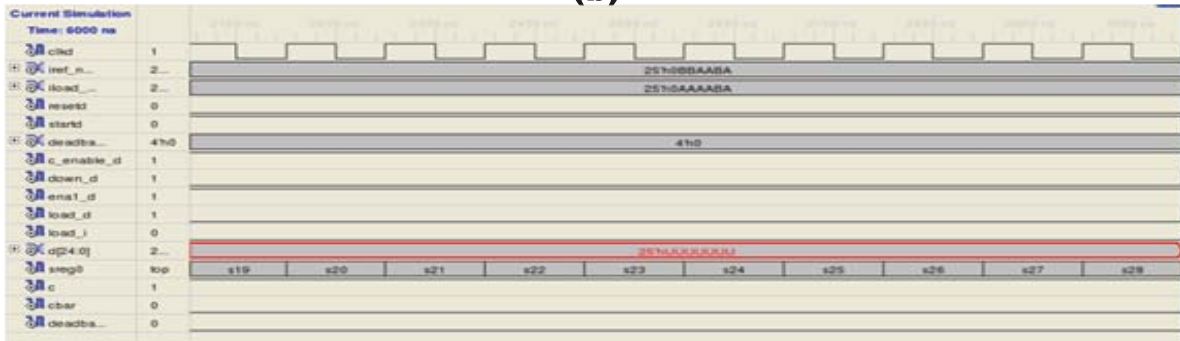 (b)
Current Simulation
Time: 6000 ns
clkd 1
iref_n... 2... 25'h0BBAABA
iload_... 2... 25'h0AAAABA
resetd 0
startd 0
deadba... 4'h0 4'h0
c_enable_d 1
down_d 1
ena1_d 1
load_d 1
load_i 0
d[24:0] 2... 25'hUUUUUUU
sreg0 top s19 s20 s21 s22 s23 s24 s25 s26 s27 s28
c 1
cbar 0
deadba... 0